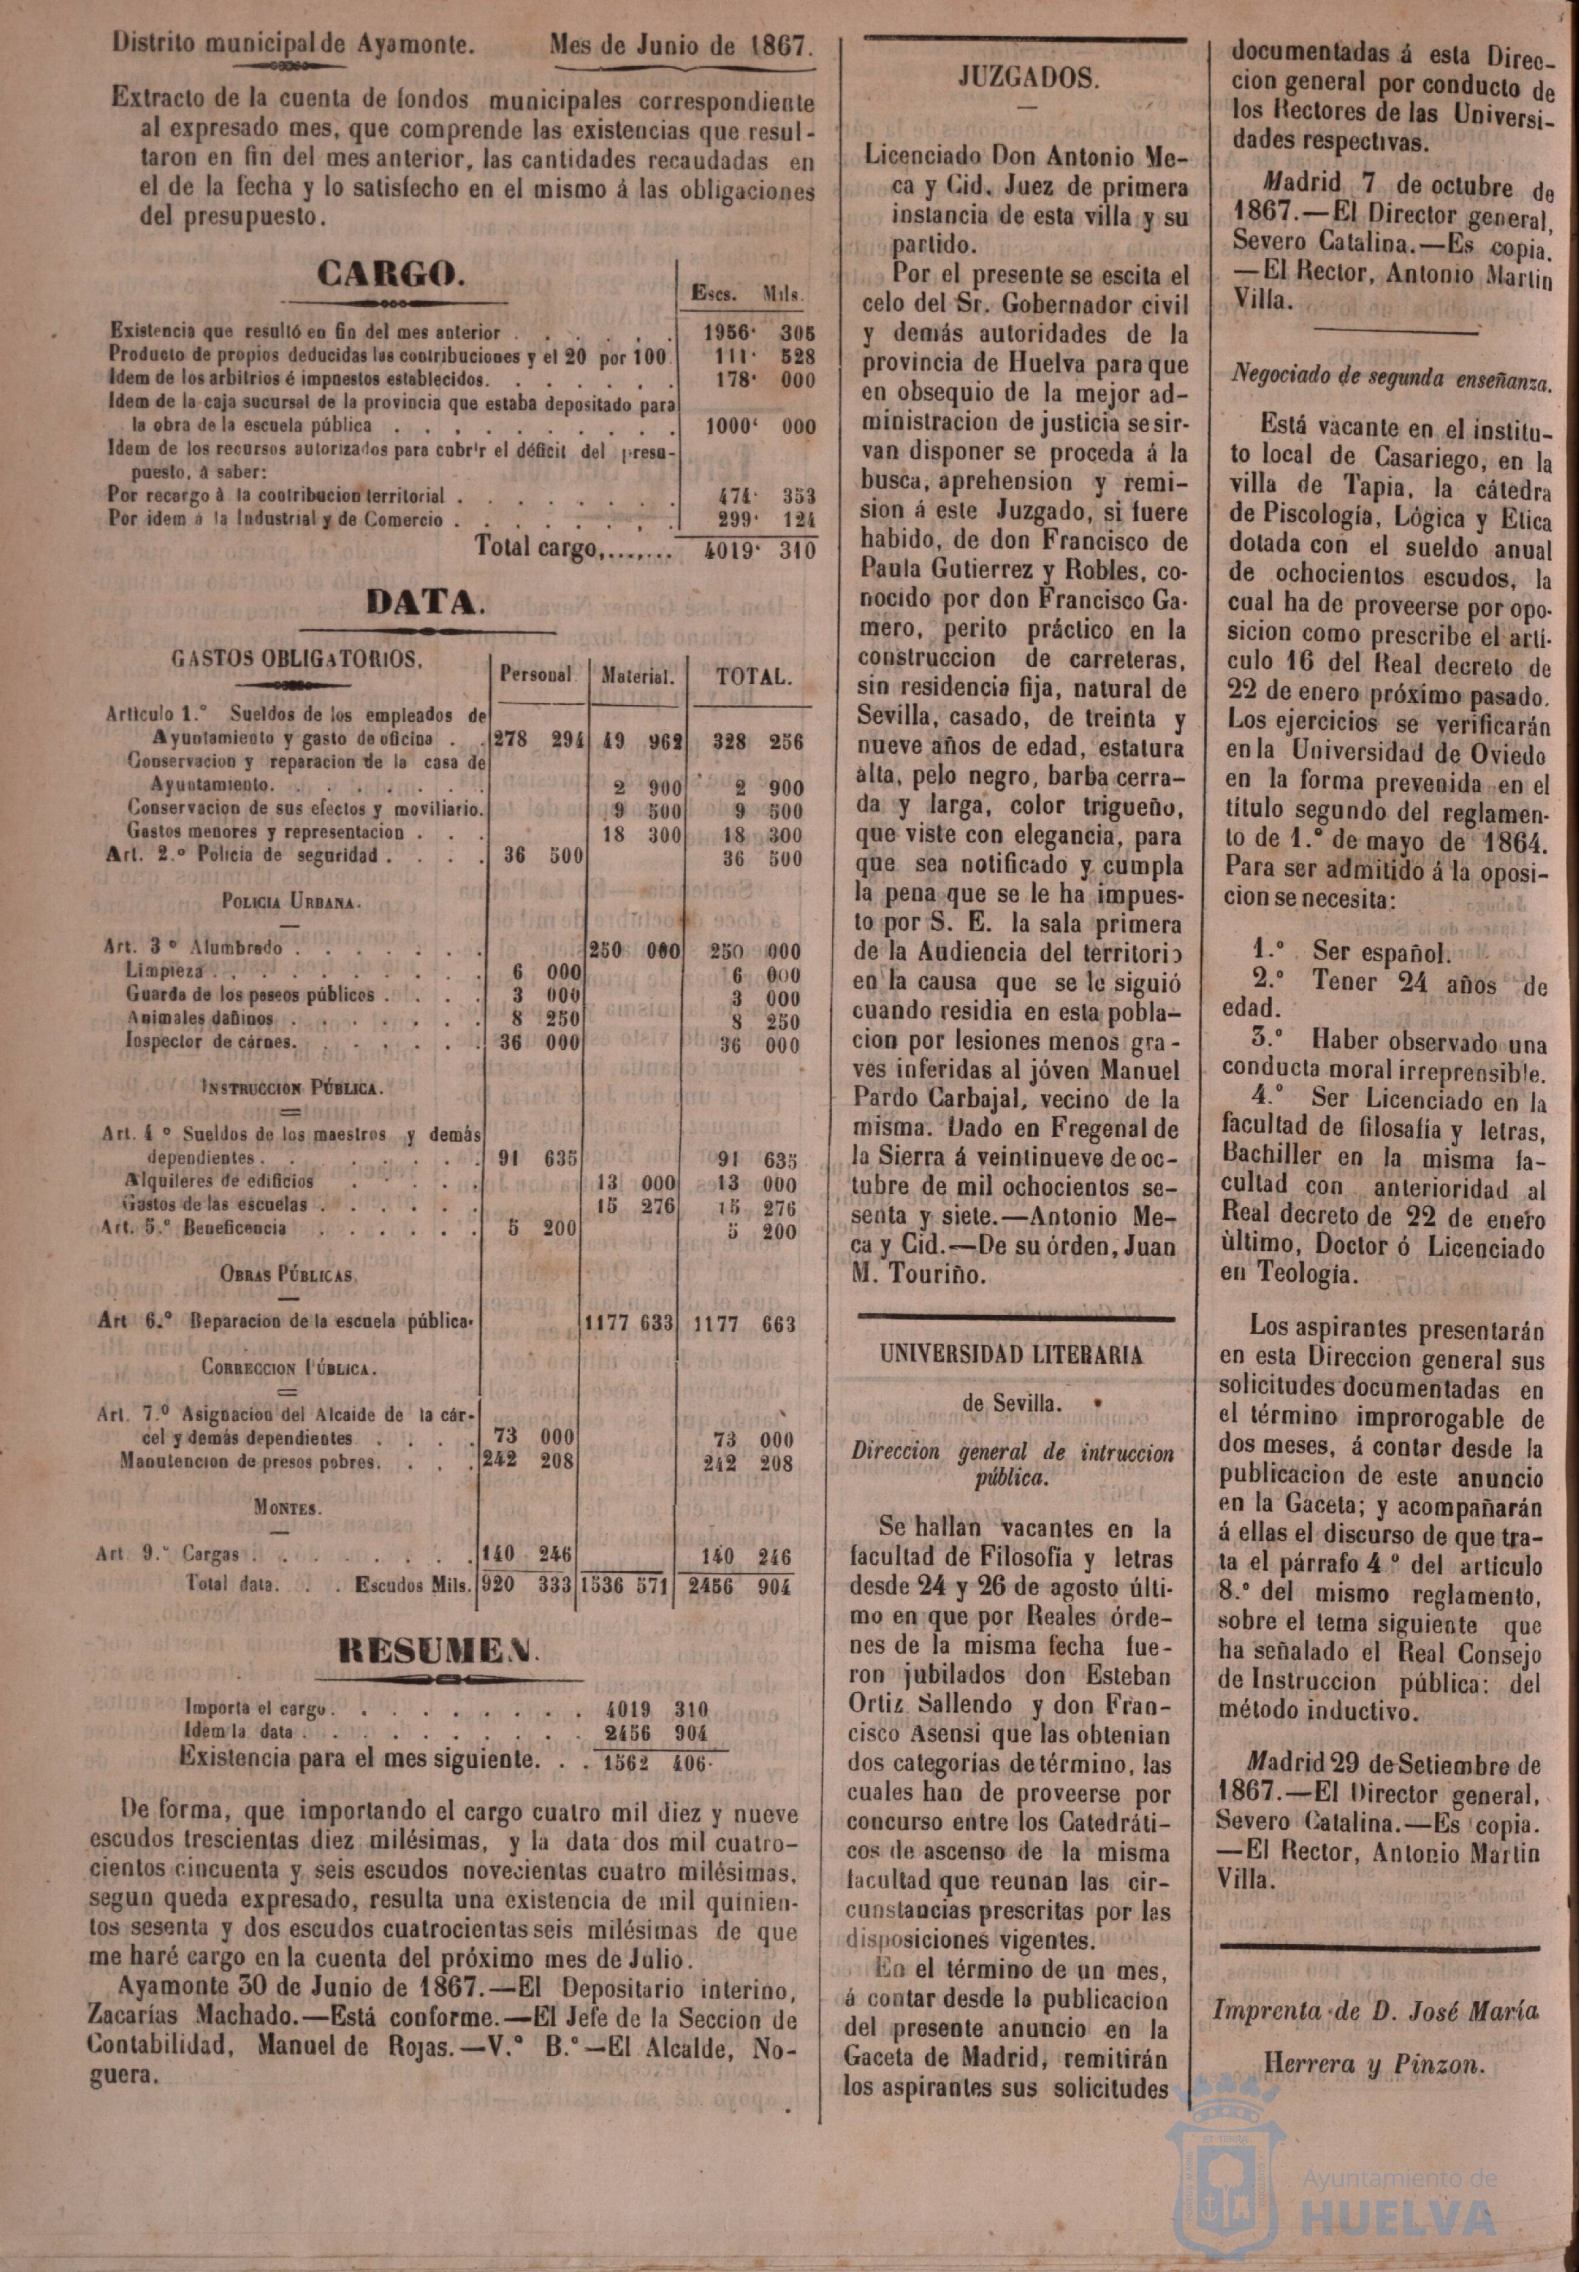 Distrito municipal de Ayamonte. Mes de Junio de 1867.
Extracto de la cuenta de fondos municipales correspondiente
al expresado mes, que comprende las existencias que resul-
taron en fin del mes anterior, las cantidades recaudadas en
el de la fecha y lo satisfecho en el mismo á las obligaciones
del presupuesto.
CARGO.
Escs. Mils.
Existencia que resultó en fin del mes anterior . . . . . . 1956· 305
Producto de propios deducidas las contribuciones y el 20 por 100. 111· 528
Idem de los arbitrios é impuestos establecidos. . . . . . . 178· 000
Idem de la caja sucursal de la provincia que estaba depositado para
la obra de la escuela pública . . . . . . . . . . 1000· 000
Idem de los recursos autorizados para cubrir el déficit del presu-
puesto, á saber:
Por recargo á la contribucion territorial . . . . . . . . 474· 353
Por idem á la Industrial y de Comercio . . . . . . . . 299· 124
Total cargo,...,... 4019· 310
DATA.
GASTOS OBLIGATORIOS.
Personal. Material. TOTAL.
Articulo 1.º Sueldos de los empleados de
Ayuntamiento y gasto de oficina . . 278 294 49 962 328 256
Conservacion y reparacion de la casa de
Ayuntamiento. . . . . . . . 2 900 2 900
Conservacion de sus efectos y moviliario. 9 500 9 500
Gastos menores y representacion . . . 18 300 18 300
Art. 2.º Policia de seguridad . . . . 36 500 36 500
POLICIA URBANA.
Art. 3º Alumbrado . . . . . . . 250 000 250 000
Limpieza . . . . . . . . . 6 000 6 000
Guarda de los paseos públicos . . . . 3 000 3 000
Animales dañinos . . . . . . . 8 250 8 250
Inspector de cárnes. . . . . . . 36 000 36 000
INSTRUCCION PÚBLICA.
Art. 4º Sueldos de los maestros y demás
dependientes . . . . . . . . 91 635 91 635
Alquileres de edificios . . . . . 13 000 13 000
Gastos de las escuelas . . . . . . 15 276 15 276
Art. 5.º Beneficencia . . . . . . 5 200 5 200
OBRAS PÚBLICAS.
Art 6.º Reparacion de la escuela pública· 1177 633 1177 663
CORRECCION PÚBLICA.
Art. 7.º Asignacion del Alcaide de la cár-
cel y demás dependientes . . . . 73 000 73 000
Manutencion de presos pobres. . . . 242 208 242 208
MONTES.
Art. 9.º Cargas . . . . . . . . 140 246 140 246
Total data. . . Escudos Mils. 920 333 1536 571 2456 904
RESUMEN.
Importa el cargo. . . . . . . . . 4019 310
Idem la data . . . . . . . . . . 2456 904
Existencia para el mes siguiente. . . 1562 406·
De forma, que importando el cargo cuatro mil diez y nueve
escudos trescientas diez milésimas, y la data dos mil cuatro-
cientos cincuenta y seis escudos novecientas cuatro milésimas,
segun queda expresado, resulta una existencia de mil quinien-
tos sesenta y dos escudos cuatrocientas seis milésimas de que
me haré cargo en la cuenta del próximo mes de Julio.
Ayamonte 30 de Junio de 1867.—El Depositario interino,
Zacarías Machado.—Está conforme.—El Jefe de la Seccion de
Contabilidad, Manuel de Rojas.—V.º B.º—El Alcalde, No-
guera.
JUZGADOS.
Licenciado Don Antonio Me-
ca y Cid, Juez de primera
instancia de esta villa y su
partido.
Por el presente se escita el
celo del Sr. Gobernador civil
y demás autoridades de la
provincia de Huelva para que
en obsequio de la mejor ad-
ministracion de justicia se sir-
van disponer se proceda á la
busca, aprehension y remi-
sion á este Juzgado, si fuere
habido, de don Francisco de
Paula Gutierrez y Robles, co-
nocido por don Francisco Ga-
mero, perito práctico en la
construccion de carreteras,
sin residencia fija, natural de
Sevilla, casado, de treinta y
nueve años de edad, estatura
alta, pelo negro, barba cerra-
da y larga, color trigueño,
que viste con elegancia, para
que sea notificado y cumpla
la pena que se le ha impues-
to por S. E. la sala primera
de la Audiencia del territorio
en la causa que se le siguió
cuando residia en esta pobla-
cion por lesiones menos gra-
ves inferidas al jóven Manuel
Pardo Carbajal, vecino de la
misma. Dado en Fregenal de
la Sierra á veintinueve de oc-
tubre de mil ochocientos se-
senta y siete.—Antonio Me-
ca y Cid.—De su órden, Juan
M. Touriño.
UNIVERSIDAD LITERARIA
de Sevilla.
Direccion general de intruccion
pública.
Se hallan vacantes en la
facultad de Filosofía y letras
desde 24 y 26 de agosto últi-
mo en que por Reales órde-
nes de la misma fecha fue-
ron jubilados don Esteban
Ortiz Sallendo y don Fran-
cisco Asensi que las obtenian
dos categorías de término, las
cuales han de proveerse por
concurso entre los Catedráti-
cos de ascenso de la misma
facultad que reunan las cir-
cunstancias prescritas por las
disposiciones vigentes.
En el término de un mes,
á contar desde la publicacion
del presente anuncio en la
Gaceta de Madrid, remitirán
los aspirantes sus solicitudes
documentadas á esta Direc-
cion general por conducto de
los Rectores de las Universi-
dades respectivas.
Madrid 7 de octubre de
1867.—El Director general,
Severo Catalina.—Es copia.
—El Rector, Antonio Martin
Villa.
Negociado de segunda enseñanza.
Está vacante en el institu-
to local de Casariego, en la
villa de Tapia, la cátedra
de Piscología, Lógica y Etica
dotada con el sueldo anual
de ochocientos escudos, la
cual ha de proveerse por opo-
sicion como prescribe el artí-
culo 16 del Real decreto de
22 de enero próximo pasado.
Los ejercicios se verificarán
en la Universidad de Oviedo
en la forma prevenida en el
título segundo del reglamen-
to de 1.º de mayo de 1864.
Para ser admitido á la oposi-
cion se necesita:
1.º Ser español.
2.º Tener 24 años de
edad.
3.º Haber observado una
conducta moral irreprensible.
4.º Ser Licenciado en la
facultad de filosafía y letras,
Bachiller en la misma fa-
cultad con anterioridad al
Real decreto de 22 de enero
último, Doctor ó Licenciado
en Teología.
Los aspirantes presentarán
en esta Direccion general sus
solicitudes documentadas en
el término improrogable de
dos meses, á contar desde la
publicacion de este anuncio
en la Gaceta; y acompañarán
á ellas el discurso de que tra-
ta el párrafo 4.º del articulo
8.º del mismo reglamento,
sobre el tema siguiente que
ha señalado el Real Consejo
de Instruccion pública: del
método inductivo.
Madrid 29 de Setiembre de
1867.—El Director general,
Severo Catalina.—Es copia.
—El Rector, Antonio Martin
Villa.
Imprenta de D. José María
Herrera y Pinzon.
Ayuntamiento de
HUELVA